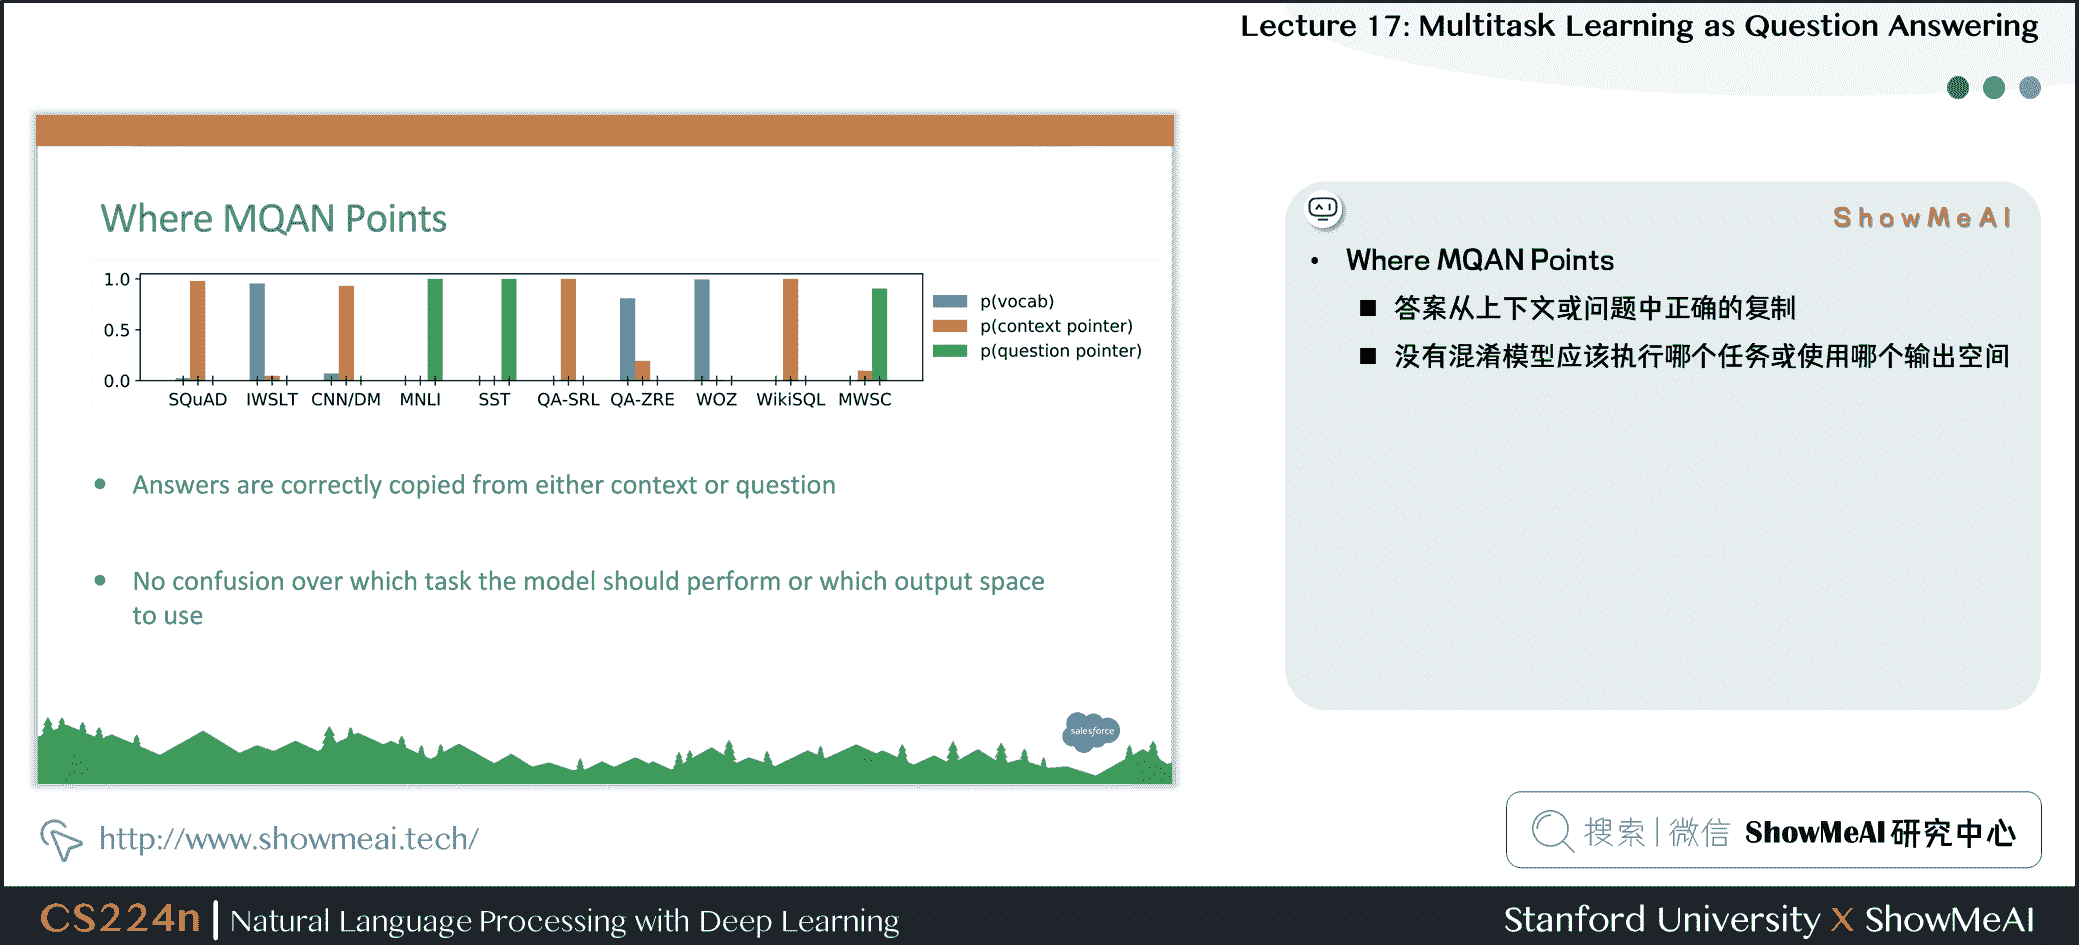 Lecture 17: Multitask Learning as Question Answering
Where MQAN Points
1.0
0.5
0.0
SQuAD IWSLT CNN/DM MNLI SST QA-SRL QA-ZRE WOZ WikiSQL MWSC
p(vocab)
p(context pointer)
p(question pointer)
• Answers are correctly copied from either context or question
• No confusion over which task the model should perform or which output space
to use
salesforce
ShowMeAI
• Where MQAN Points
■ 答案从上下文或问题中正确的复制
■ 没有混淆模型应该执行哪个任务或使用哪个输出空间
http://www.showmeai.tech/
搜索|微信 ShowMeAI研究中心
CS224n | Natural Language Processing with Deep Learning
Stanford University X ShowMeAI